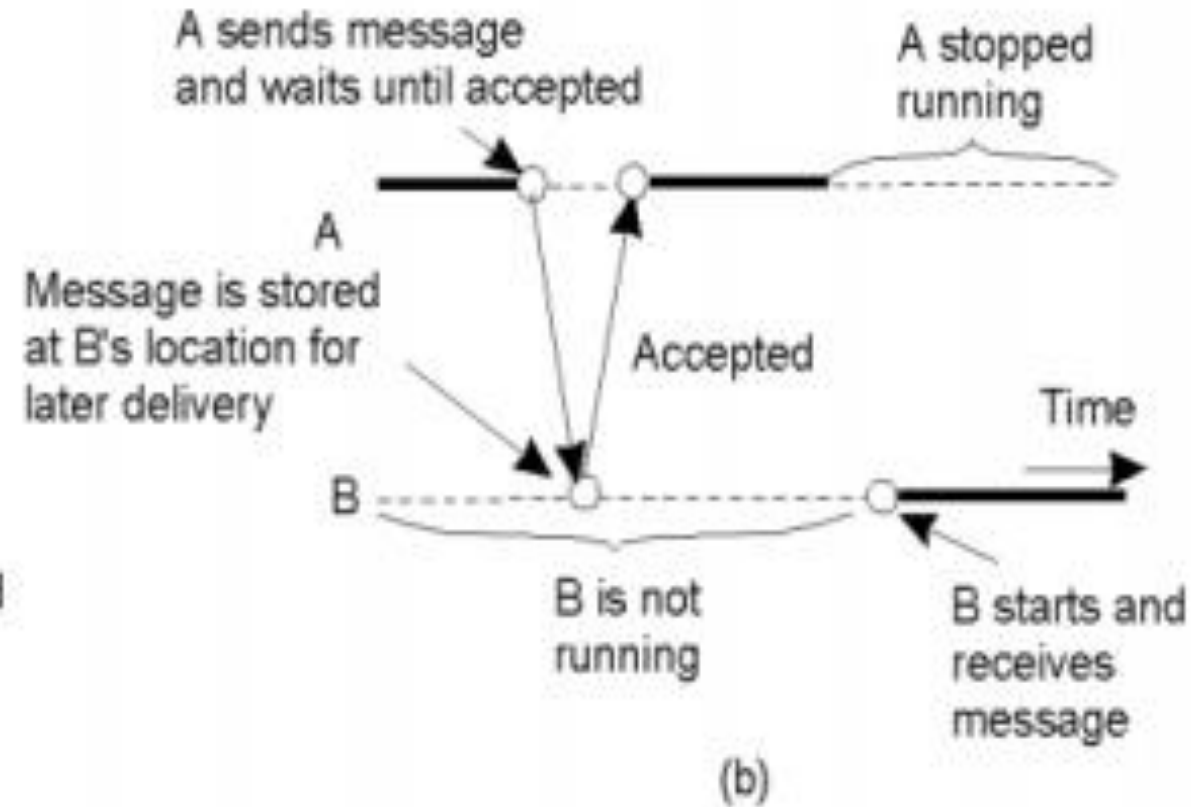 A sends message
and waits until accepted
A stopped
running
A
Message is stored
at B's location for
later delivery
Accepted
Time
B
B is not
running
B starts and
receives
message
(b)